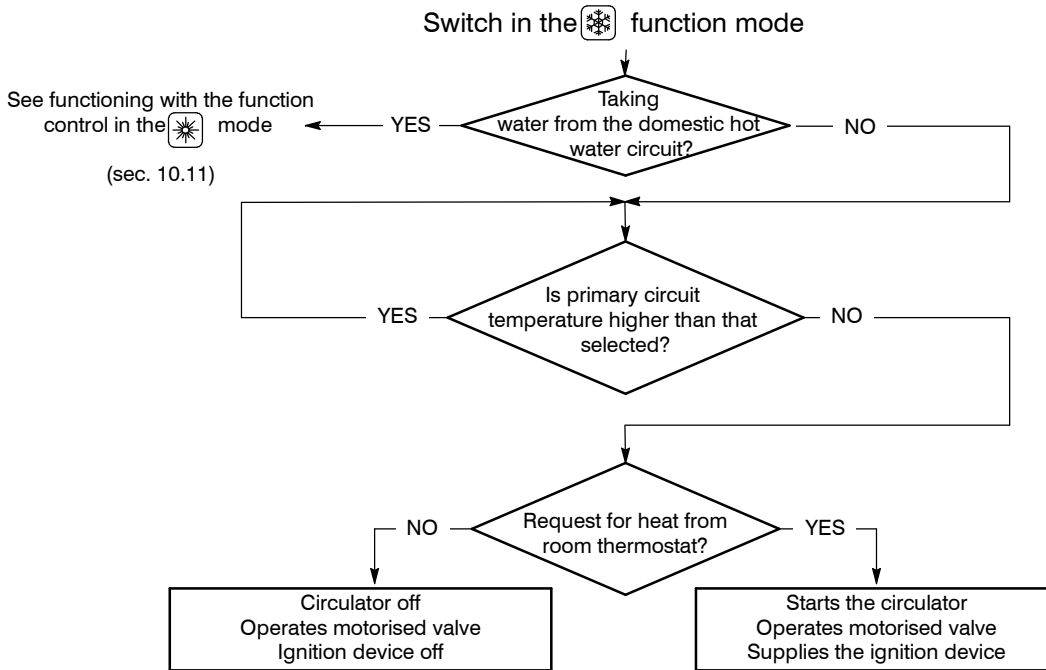 Switch in the function mode
Taking
water from the domestic hot
water circuit?
See functioning with the function
control in the mode
(sec. 10.11)
YES
NO
Is primary circuit
temperature higher than that
selected?
YES
NO
Request for heat from
room thermostat?
NO
YES
Circulator off
Operates motorised valve
Ignition device off
Starts the circulator
Operates motorised valve
Supplies the ignition device